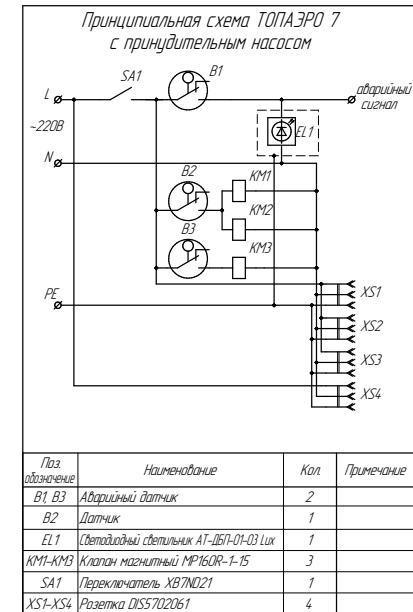 Принципиальная схема ТОПАЭРО 7
с принудительным насосом
SA1
B1
L
аварийный
сигнал
~220В
EL1
N
B2
KM1
KM2
B3
KM3
PE
XS1
XS2
XS3
XS4
Поз. обозначение Наименование Кол. Примечание
B1, B3 Аварийный датчик 2
B2 Датчик 1
EL1 Светодиодный светильник АТ-ДБП-01-03 Lux 1
KM1-KM3 Клапан магнитный MP160R-1-15 3
SA1 Переключатель XB7ND21 1
XS1-XS4 Розетка DIS5702061 4